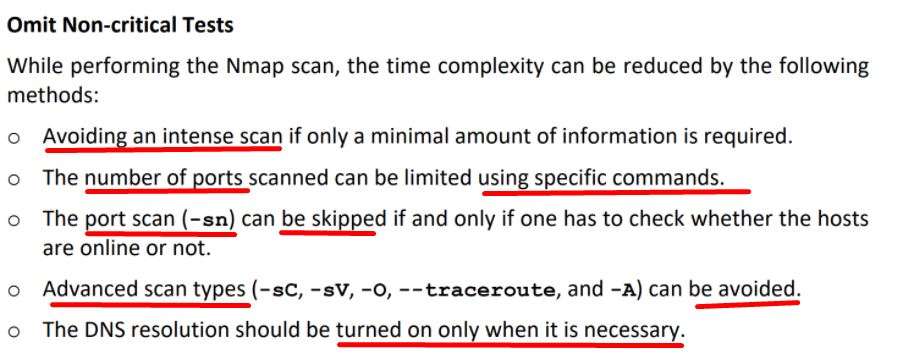 Omit Non-critical Tests
While performing the Nmap scan, the time complexity can be reduced by the following
methods:
o Avoiding an intense scan if only a minimal amount of information is required.
o The number of ports scanned can be limited using specific commands.
o The port scan (-sn) can be skipped if and only if one has to check whether the hosts
are online or not.
o Advanced scan types (-sC, -sV, -O, --traceroute, and -A) can be avoided.
o The DNS resolution should be turned on only when it is necessary.